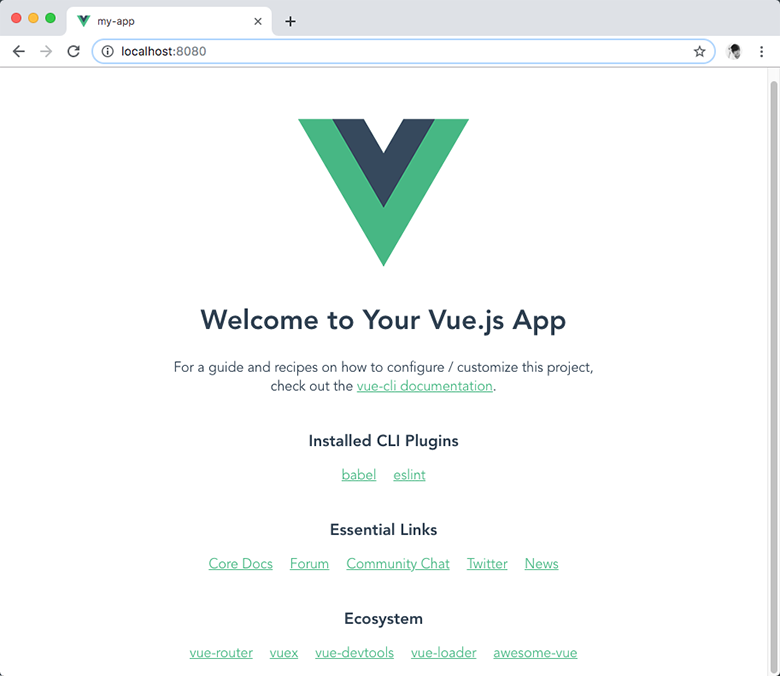 my-app
localhost:8080
Welcome to Your Vue.js App
For a guide and recipes on how to configure / customize this project,
check out the vue-cli documentation.
Installed CLI Plugins
babel eslint
Essential Links
Core Docs Forum Community Chat Twitter News
Ecosystem
vue-router vuex vue-devtools vue-loader awesome-vue